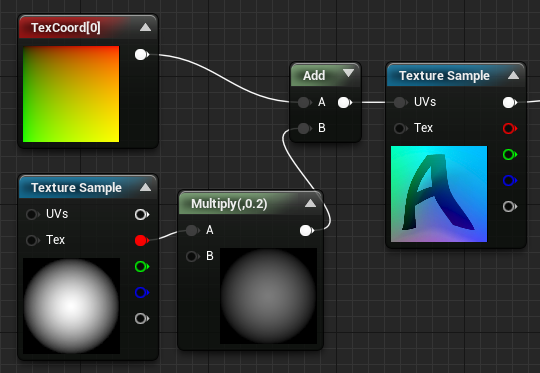 TexCoord[0]
Add
A
B
Texture Sample
UVs
Tex
A
Texture Sample
UVs
Tex
Multiply(,0.2)
A
B